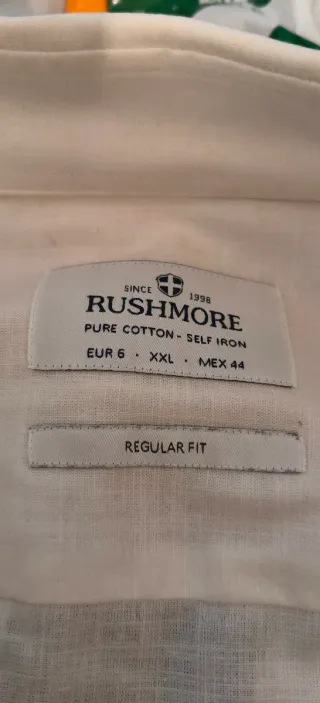 SINCE 1998
RUSHMORE
PURE COTTON - SELF IRON
EUR 6 · XXL · MEX 44
REGULAR FIT